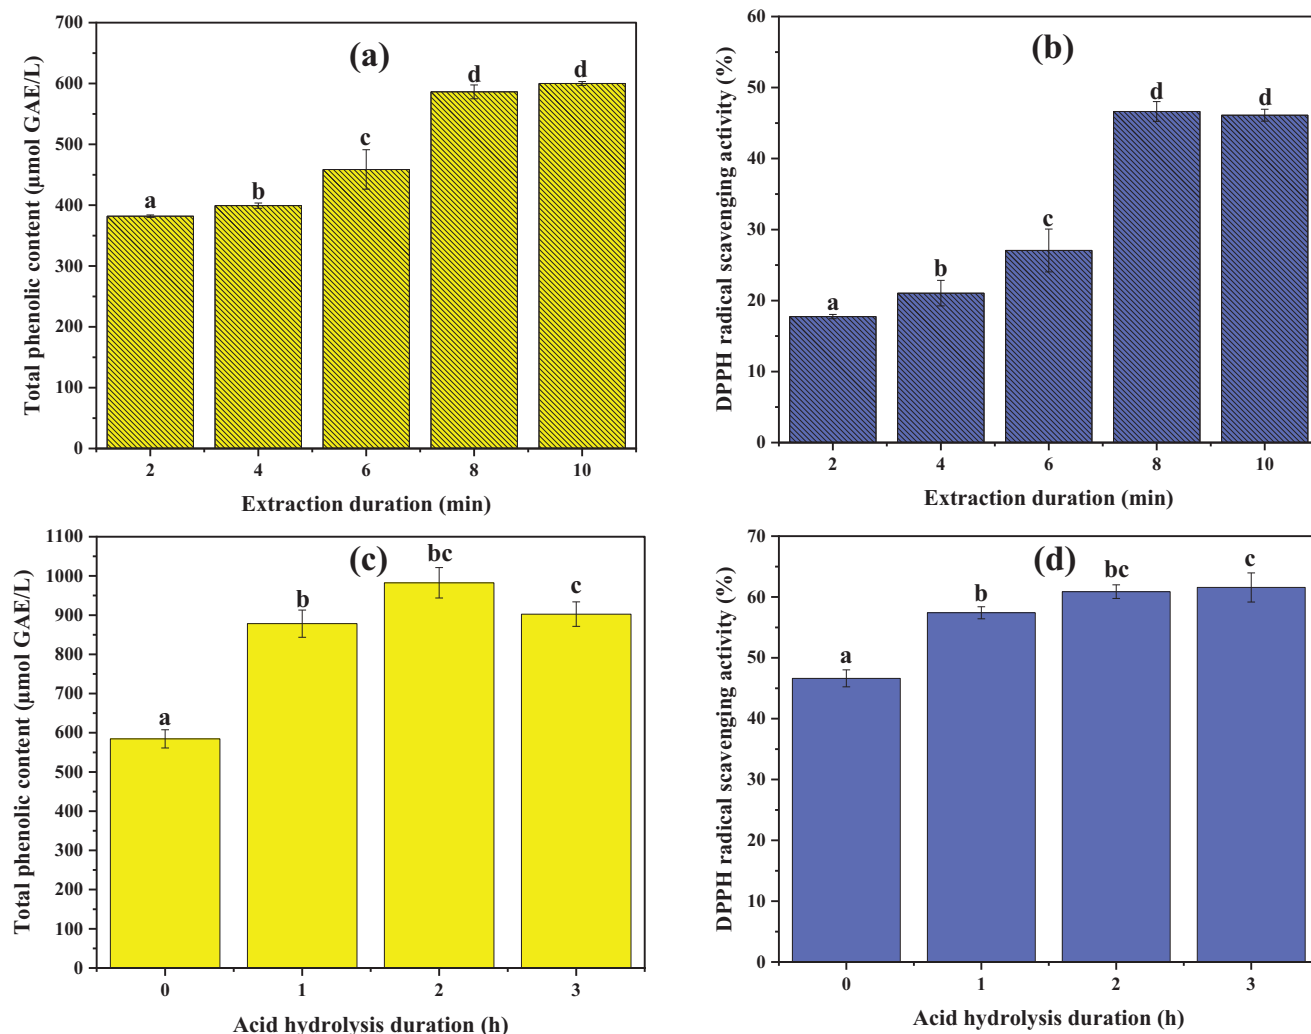 (a)
Total phenolic content (μmol GAE/L)
700
600
500
400
300
200
100
0
a
b
c
d
d
2 4 6 8 10
Extraction duration (min)
(b)
DPPH radical scavenging activity (%)
60
50
40
30
20
10
0
a
b
c
d
d
2 4 6 8 10
Extraction duration (min)
(c)
Total phenolic content (μmol GAE/L)
1100
1000
900
800
700
600
500
400
300
200
100
0
a
b
bc
c
0 1 2 3
Acid hydrolysis duration (h)
(d)
DPPH radical scavenging activity (%)
70
60
50
40
30
20
10
0
a
b
bc
c
0 1 2 3
Acid hydrolysis duration (h)